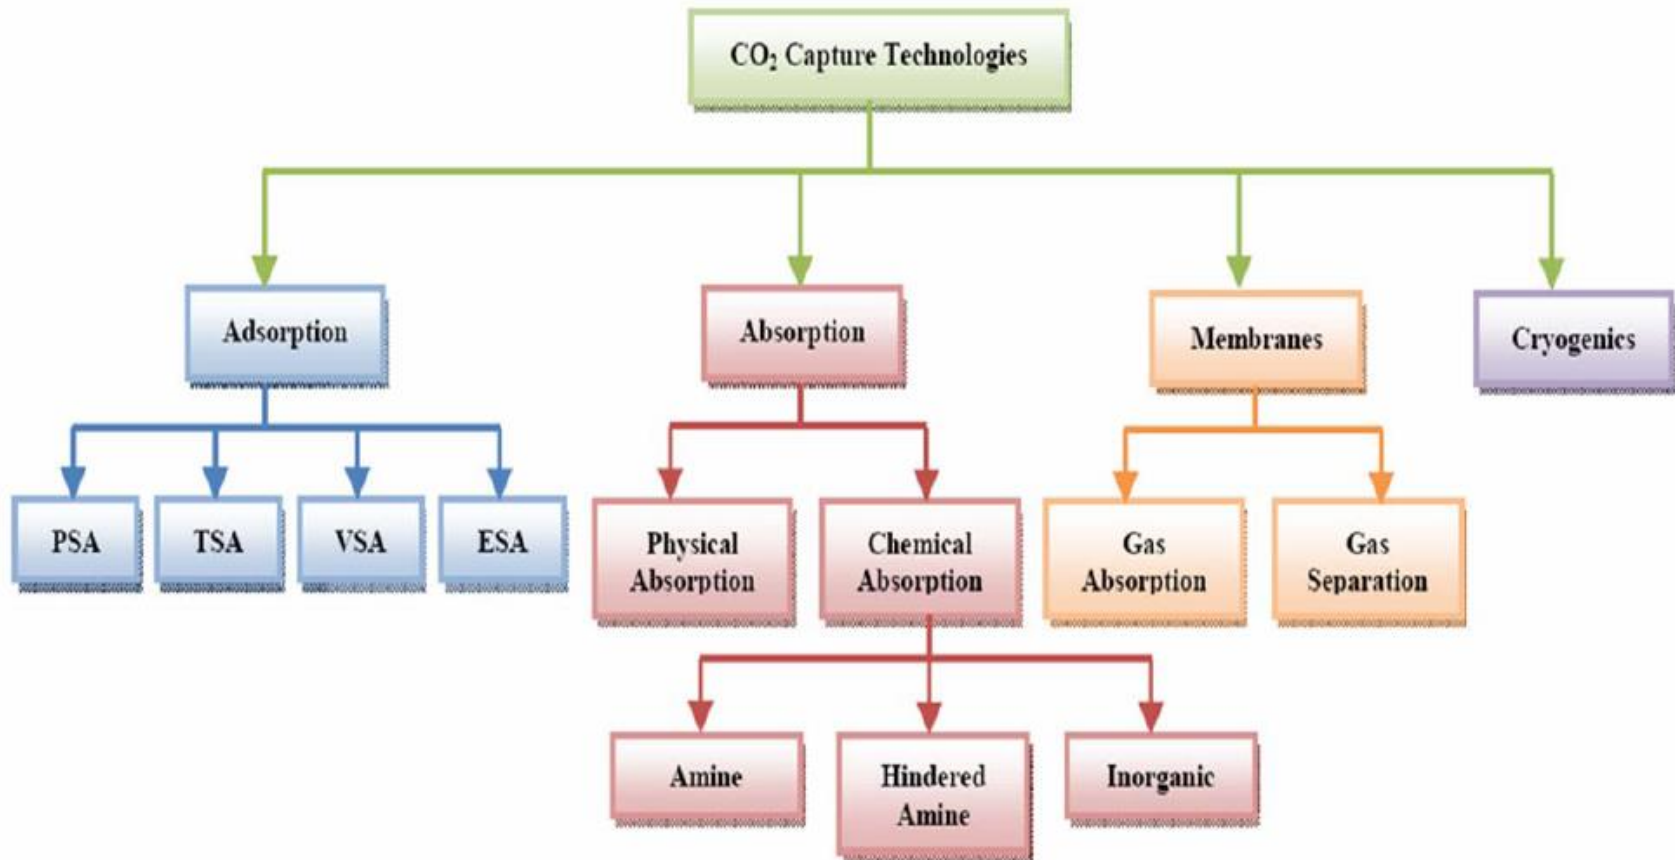 CO₂ Capture Technologies
Adsorption
Absorption
Membranes
Cryogenics
PSA
TSA
VSA
ESA
Physical
Absorption
Chemical
Absorption
Gas
Absorption
Gas
Separation
Amine
Hindered
Amine
Inorganic